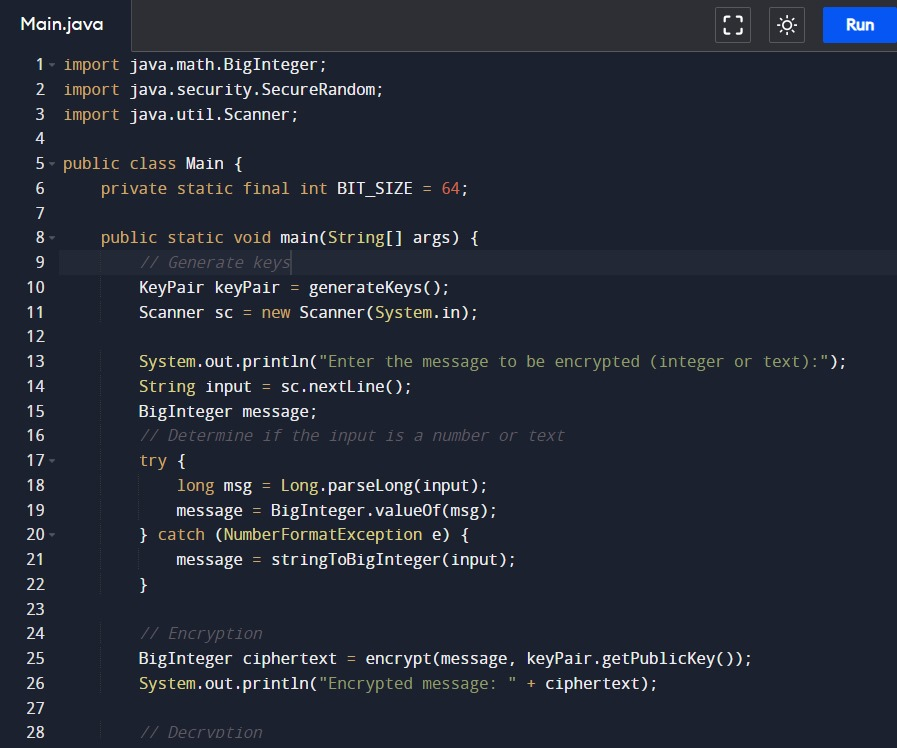 Main.java
Run
1 import java.math.BigInteger;
2 import java.security.SecureRandom;
3 import java.util.Scanner;
4
5 public class Main {
6     private static final int BIT_SIZE = 64;
7
8     public static void main(String[] args) {
9         // Generate keys
10         KeyPair keyPair = generateKeys();
11         Scanner sc = new Scanner(System.in);
12
13         System.out.println("Enter the message to be encrypted (integer or text):");
14         String input = sc.nextLine();
15         BigInteger message;
16         // Determine if the input is a number or text
17         try {
18             long msg = Long.parseLong(input);
19             message = BigInteger.valueOf(msg);
20         } catch (NumberFormatException e) {
21             message = stringToBigInteger(input);
22         }
23
24         // Encryption
25         BigInteger ciphertext = encrypt(message, keyPair.getPublicKey());
26         System.out.println("Encrypted message: " + ciphertext);
27
28         // Decryption